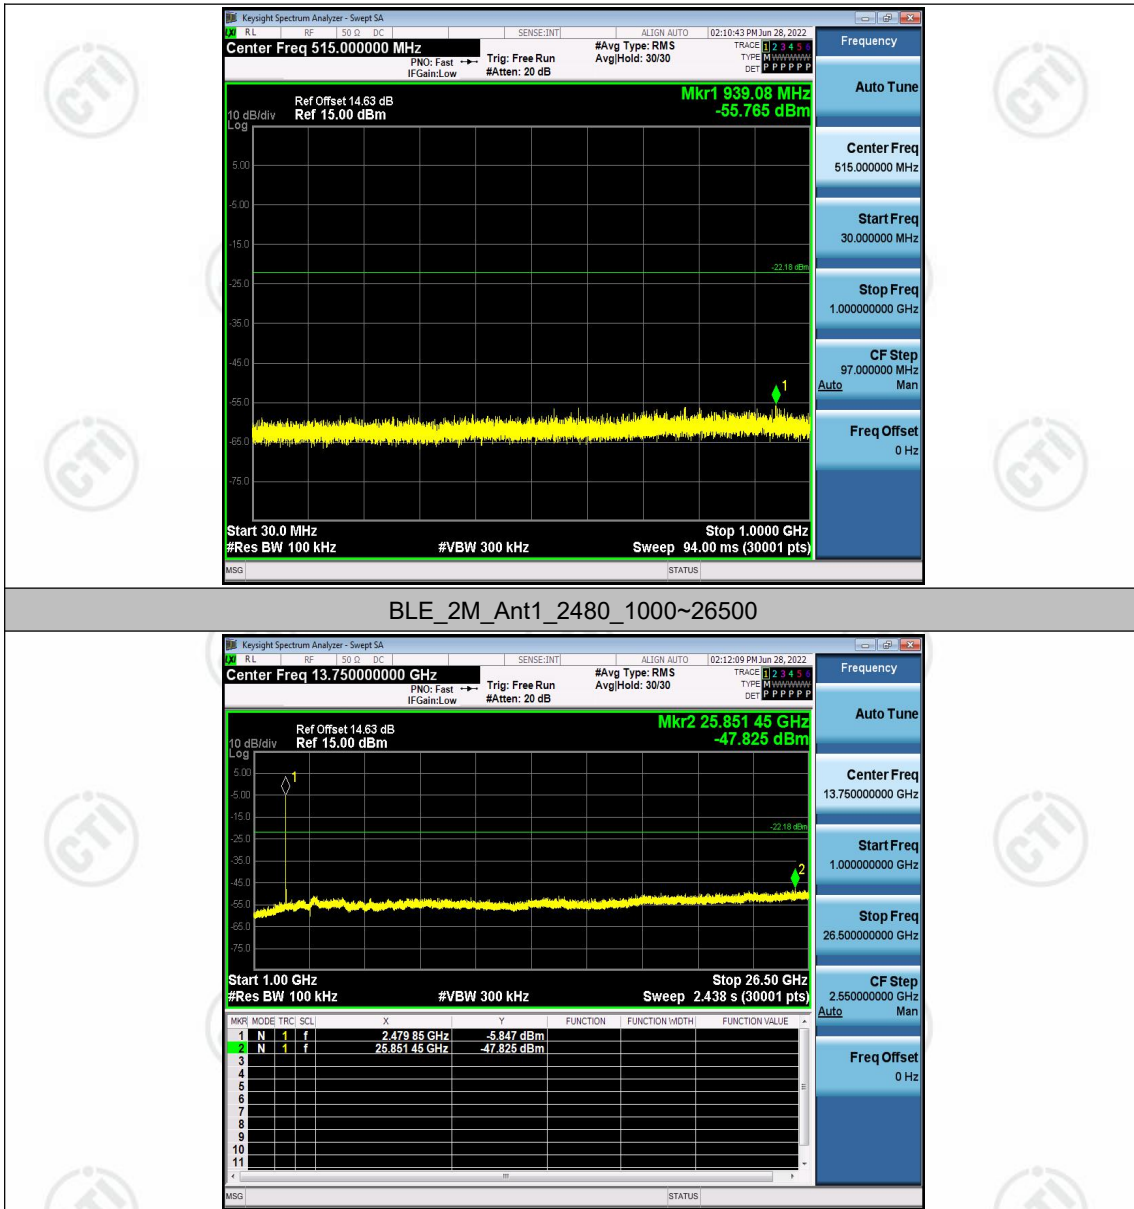 Keysight Spectrum Analyzer - Swept SA
LXI RL RF 50 Ω DC SENSE:INT ALIGN AUTO 02:10:43 PM Jun 28, 2022
Center Freq 515.000000 MHz
PNO: Fast
IFGain:Low
Trig: Free Run
#Atten: 20 dB
#Avg Type: RMS
Avg|Hold: 30/30
TRACE 1 2 3 4 5 6
TYPE M W W W W W
DET P P P P P P
Mkr1 939.08 MHz
-55.765 dBm
Ref Offset 14.63 dB
10 dB/div Ref 15.00 dBm
Log
5.00
-5.00
-15.0
-22.18 dBm
-25.0
-35.0
-45.0
1
-55.0
-65.0
-75.0
Start 30.0 MHz Stop 1.0000 GHz
#Res BW 100 kHz #VBW 300 kHz Sweep 94.00 ms (30001 pts)
MSG STATUS
Frequency
Auto Tune
Center Freq
515.000000 MHz
Start Freq
30.000000 MHz
Stop Freq
1.000000000 GHz
CF Step
97.000000 MHz
Auto Man
Freq Offset
0 Hz
BLE_2M_Ant1_2480_1000~26500
Keysight Spectrum Analyzer - Swept SA
LXI RL RF 50 Ω DC SENSE:INT ALIGN AUTO 02:12:09 PM Jun 28, 2022
Center Freq 13.750000000 GHz
PNO: Fast
IFGain:Low
Trig: Free Run
#Atten: 20 dB
#Avg Type: RMS
Avg|Hold: 30/30
TRACE 1 2 3 4 5 6
TYPE M W W W W W
DET P P P P P P
Mkr2 25.851 45 GHz
-47.825 dBm
Ref Offset 14.63 dB
10 dB/div Ref 15.00 dBm
Log
5.00
1
-5.00
-15.0
-22.18 dBm
-25.0
-35.0
2
-45.0
-55.0
-65.0
-75.0
Start 1.00 GHz Stop 26.50 GHz
#Res BW 100 kHz #VBW 300 kHz Sweep 2.438 s (30001 pts)
MKR MODE TRC SCL X Y FUNCTION FUNCTION WIDTH FUNCTION VALUE
1 N 1 f 2.479 85 GHz -5.847 dBm
2 N 1 f 25.851 45 GHz -47.825 dBm
3
4
5
6
7
8
9
10
11
MSG STATUS
Frequency
Auto Tune
Center Freq
13.750000000 GHz
Start Freq
1.000000000 GHz
Stop Freq
26.500000000 GHz
CF Step
2.550000000 GHz
Auto Man
Freq Offset
0 Hz
CTI
CTI
CTI
CTI
CTI
CTI